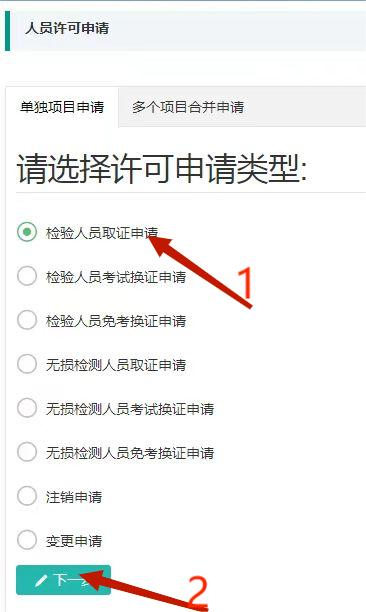 人员许可申请
单独项目申请 多个项目合并申请
请选择许可申请类型:
检验人员取证申请
1
检验人员考试换证申请
检验人员免考换证申请
无损检测人员取证申请
无损检测人员考试换证申请
无损检测人员免考换证申请
注销申请
变更申请
下一
2